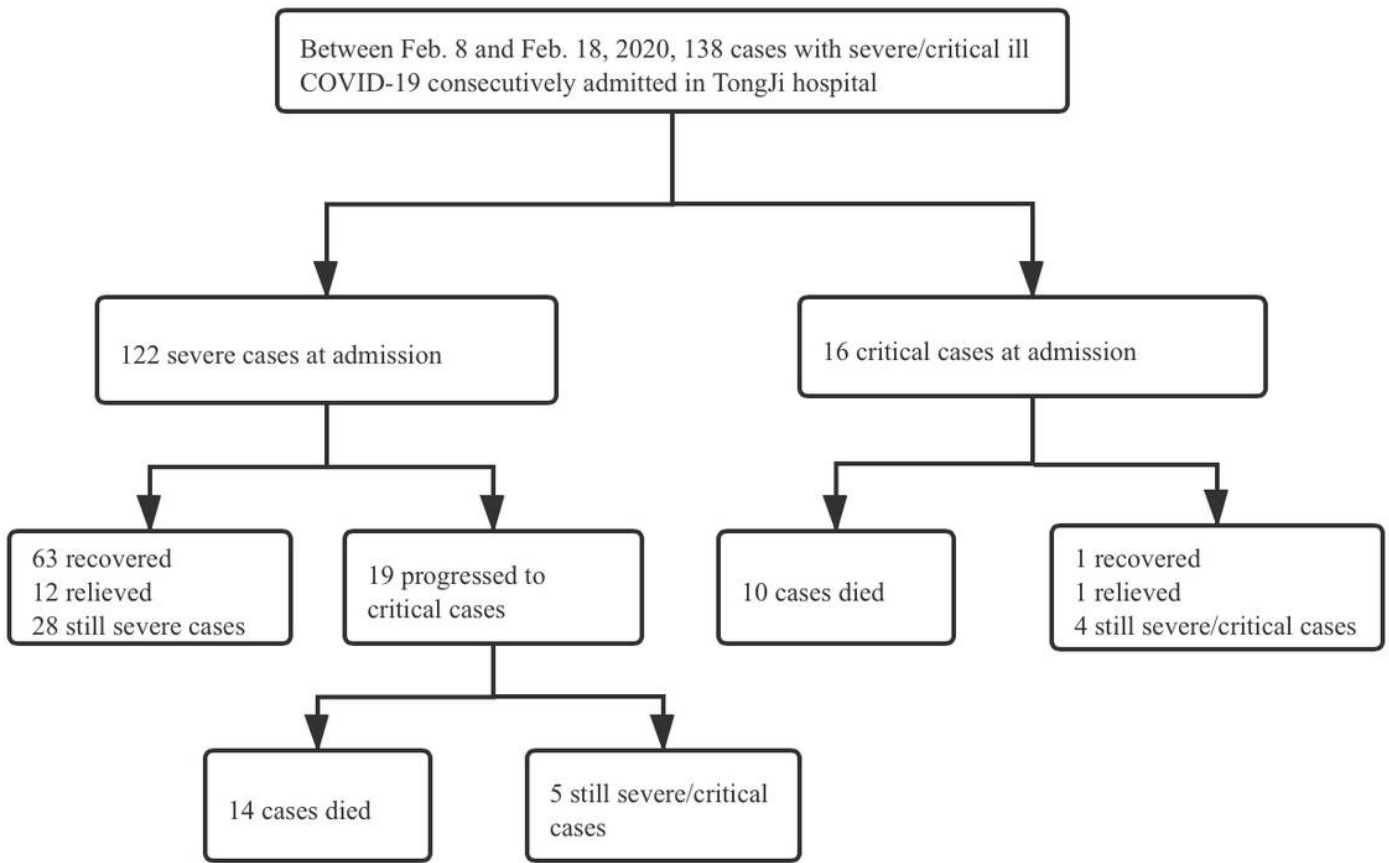 Between Feb. 8 and Feb. 18, 2020, 138 cases with severe/critical ill
COVID-19 consecutively admitted in TongJi hospital
122 severe cases at admission
16 critical cases at admission
63 recovered
12 relieved
28 still severe cases
19 progressed to
critical cases
10 cases died
1 recovered
1 relieved
4 still severe/critical cases
14 cases died
5 still severe/critical
cases